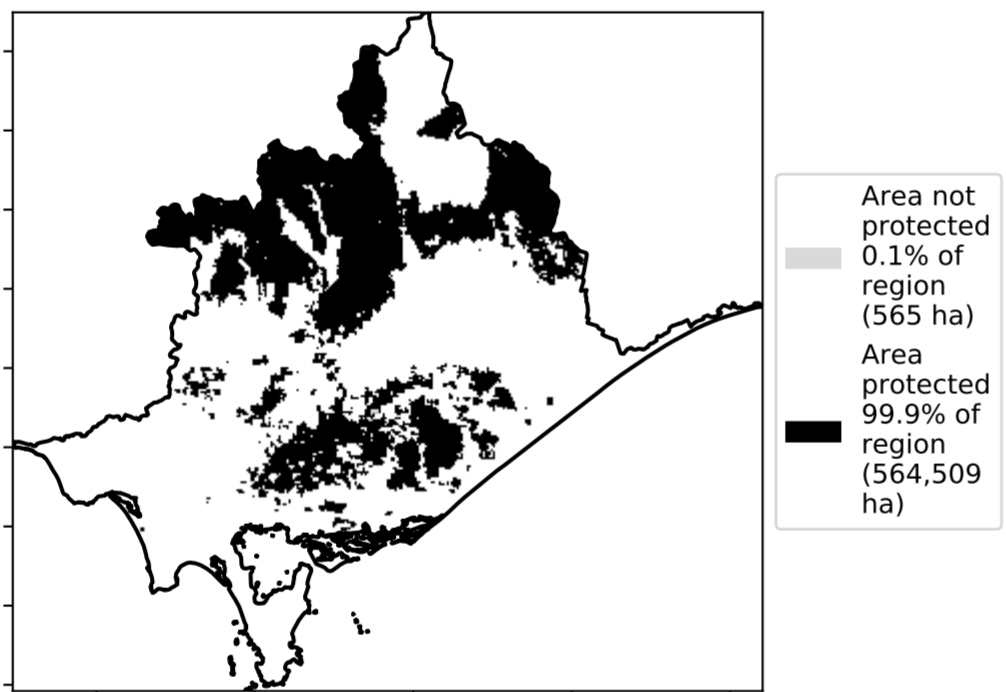 Area not
protected
0.1% of
region
(565 ha)
Area
protected
99.9% of
region
(564,509
ha)